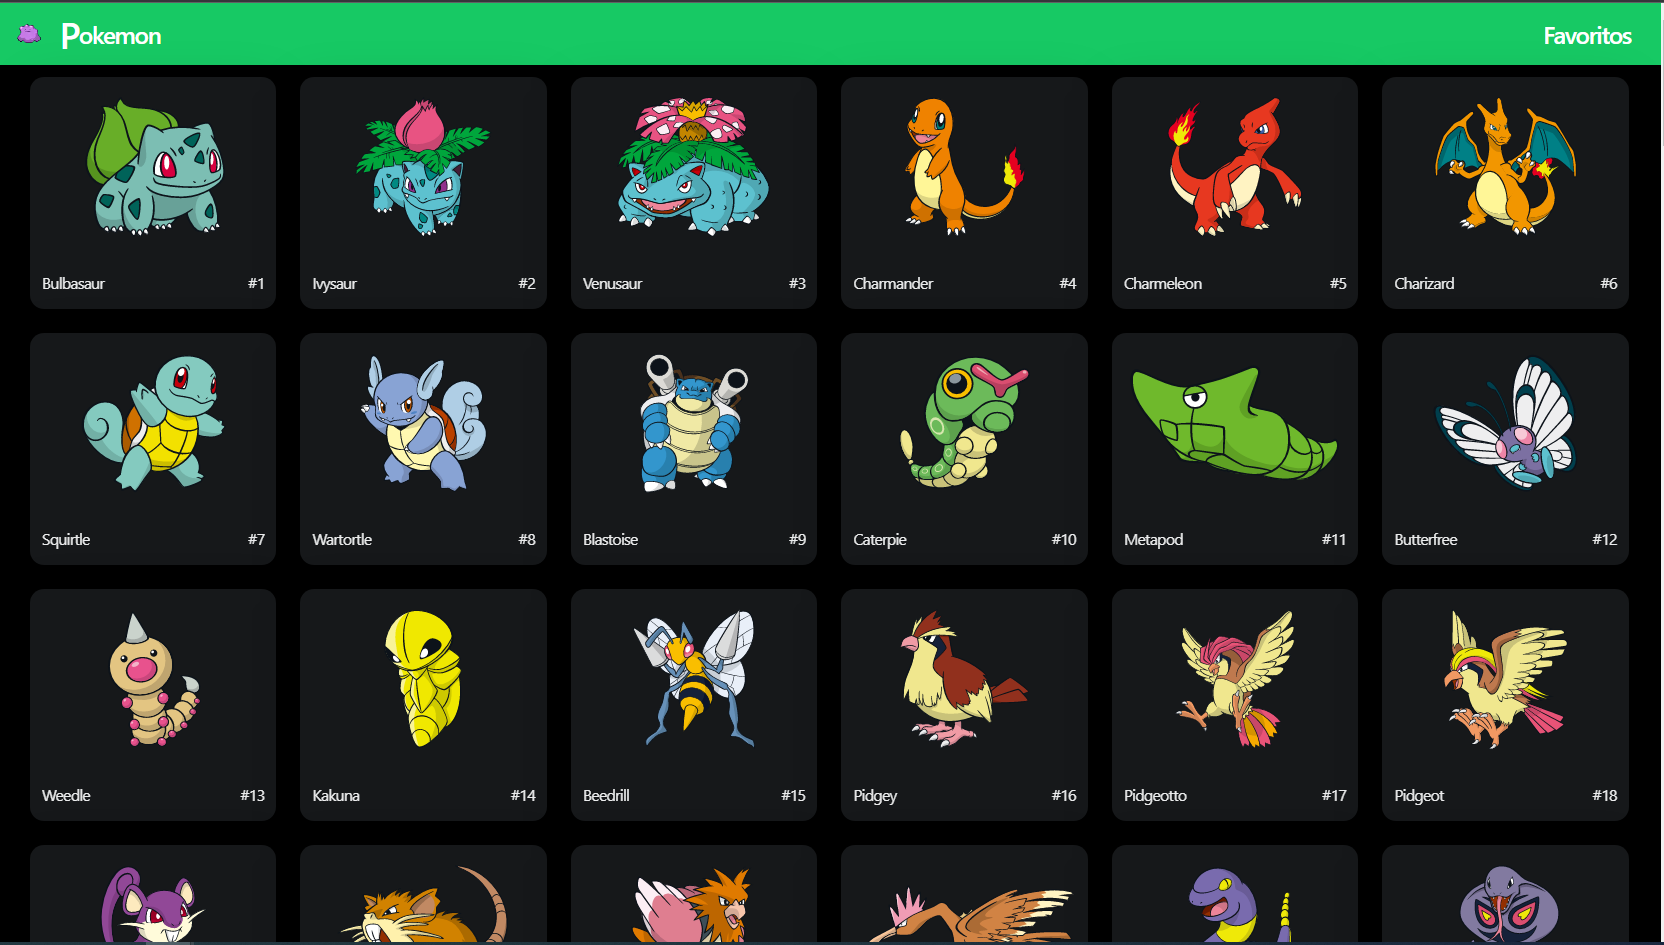 Pokemon Favoritos
Bulbasaur #1 Ivysaur #2 Venusaur #3 Charmander #4 Charmeleon #5 Charizard #6
Squirtle #7 Wartortle #8 Blastoise #9 Caterpie #10 Metapod #11 Butterfree #12
Weedle #13 Kakuna #14 Beedrill #15 Pidgey #16 Pidgeotto #17 Pidgeot #18